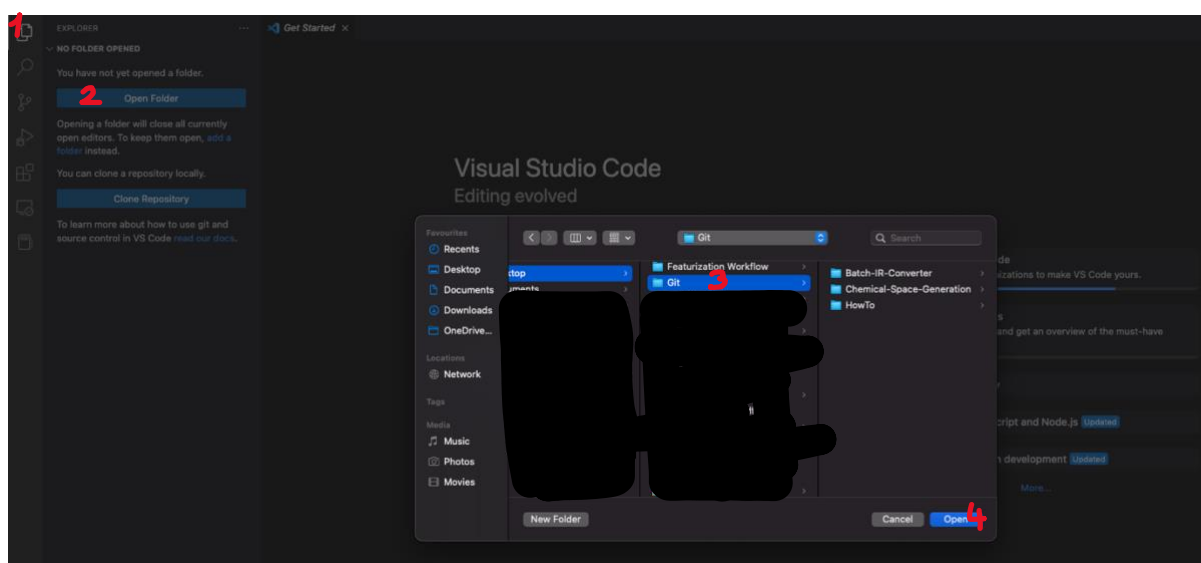 1
EXPLORER
Get Started
NO FOLDER OPENED
You have not yet opened a folder.
2
Open Folder
Opening a folder will close all currently
open editors. To keep them open, add a
folder instead.
You can clone a repository locally.
Clone Repository
To learn more about how to use git and
source control in VS Code read our docs.
Visual Studio Code
Editing evolved
Favourites
Recents
Desktop
Documents
Downloads
OneDrive...
Locations
Network
Tags
Media
Music
Photos
Movies
Git
Search
ktop
Featurization Workflow
Git
3
Batch-IR-Converter
Chemical-Space-Generation
HowTo
New Folder
Cancel
Open
4
izations to make VS Code yours.
and get an overview of the must-have
cript and Node.js Updated
development Updated
More...